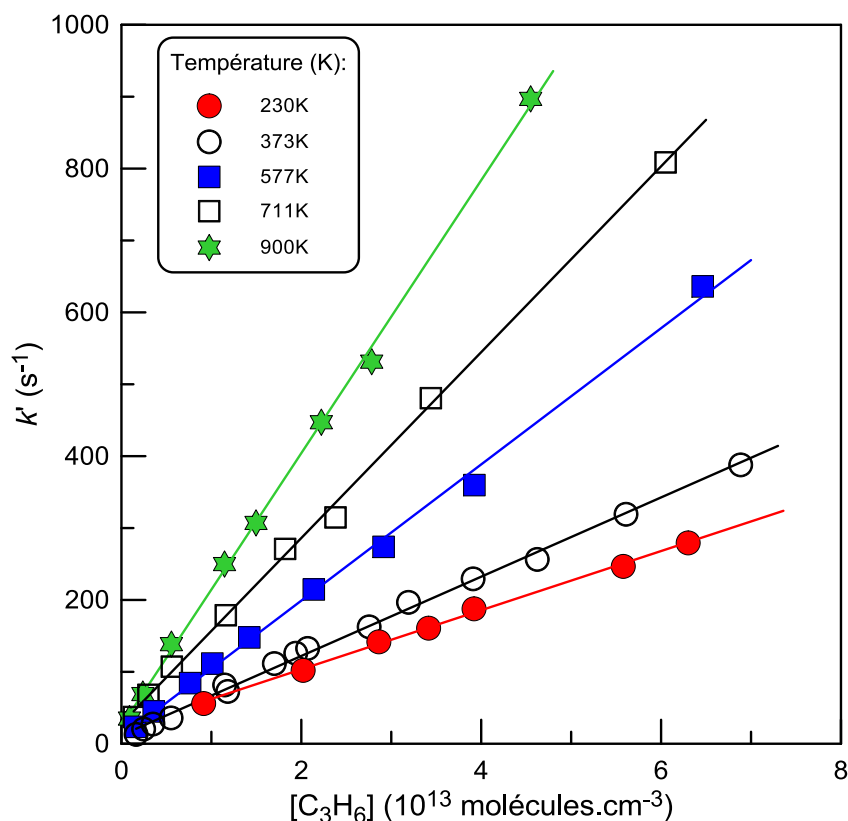 1000
800
600
400
200
0
k' (s⁻¹)
Température (K):
230K
373K
577K
711K
900K
0 2 4 6 8
[C₃H₆] (10¹³ molécules.cm⁻³)